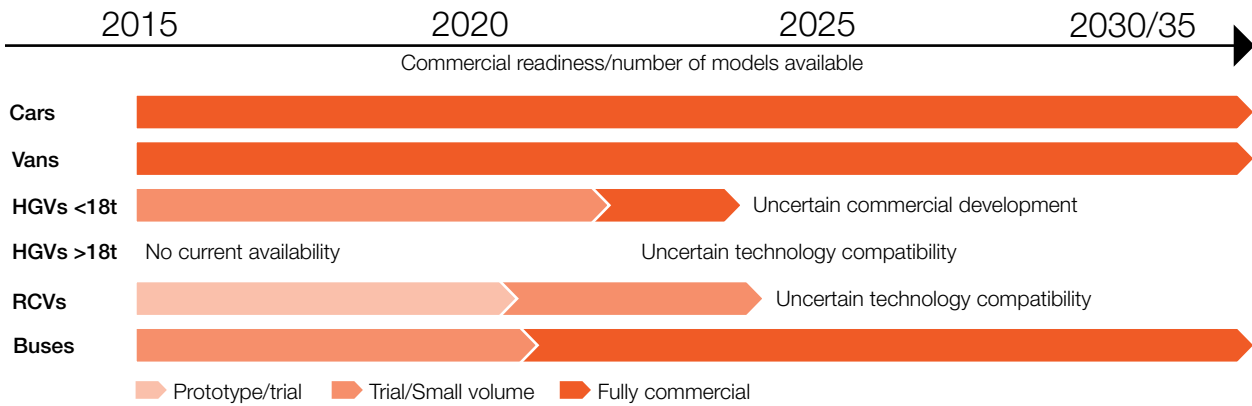 2015 2020 2025 2030/35
Commercial readiness/number of models available
Cars
Vans
HGVs <18t Uncertain commercial development
HGVs >18t No current availability Uncertain technology compatibility
RCVs Uncertain technology compatibility
Buses
Prototype/trial Trial/Small volume Fully commercial